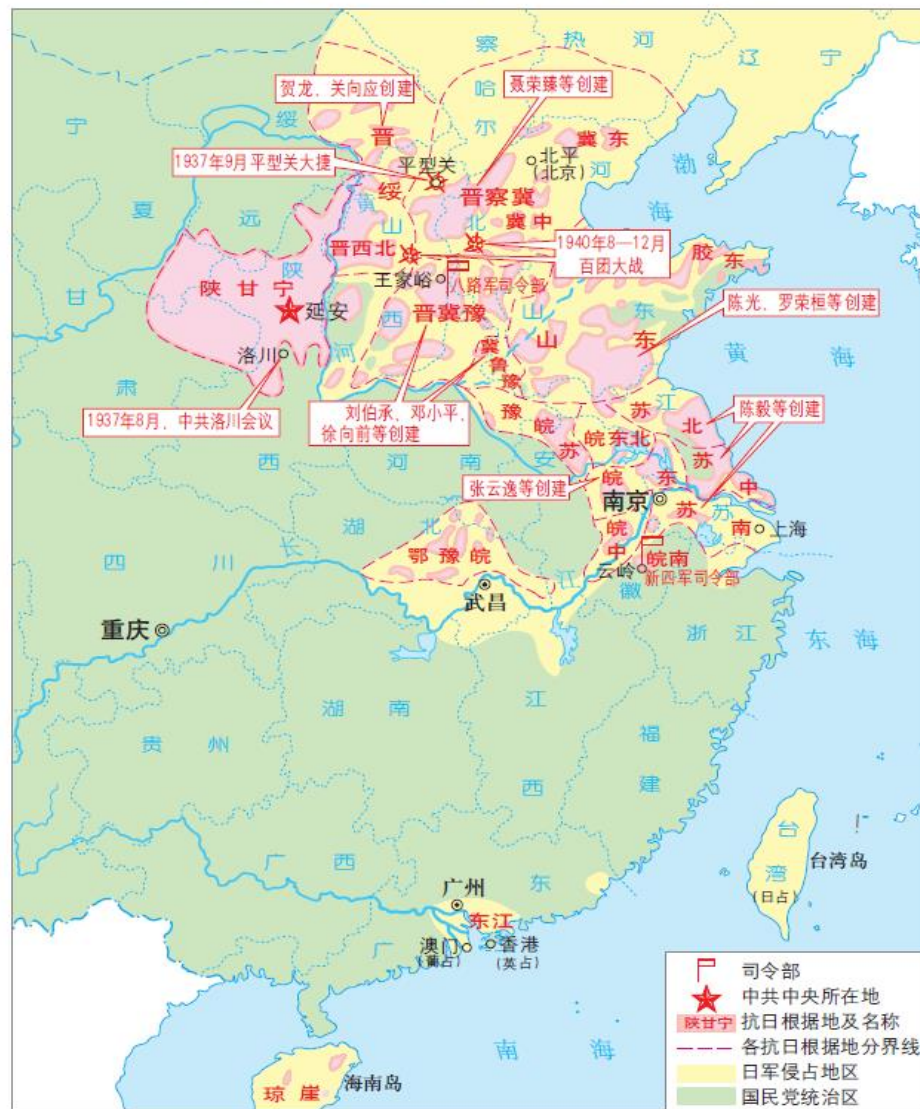 察 热 河 辽 宁
哈
尔
绥
远
宁
夏
贺龙、关向应创建
聂荣臻等创建
晋
绥
冀东
北平
(北京)
河
北
渤
海
1937年9月平型关大捷
平型关
晋察冀
冀中
黄
山
西
晋西北
1940年8—12月
百团大战
胶东
陕甘宁
陕
西
延安
甘
肃
王家峪
八路军司令部
晋冀豫
山
东
山
东
陈光、罗荣桓等创建
黄 海
洛川
河
冀
鲁
豫
1937年8月、中共洛川会议
刘伯承、邓小平、
徐向前等创建
豫
皖
苏
苏
北
江
苏
皖东北
陈毅等创建
苏
中
河 南
安
徽
张云逸等创建
皖
东
南京
苏
南
上海
湖 北
鄂豫皖
皖
中
皖南
云岭
新四军司令部
四 川
长
江
武昌
重庆
浙 江
东 海
湖 南
江
西
贵 州
福
建
广 西
广
东
广州
东江
澳门
(葡占)
香港
(英占)
台
湾
(日占)
台湾岛
南 海
琼崖
海南岛
司令部
中共中央所在地
陕甘宁 抗日根据地及名称
各抗日根据地分界线
日军侵占地区
国民党统治区